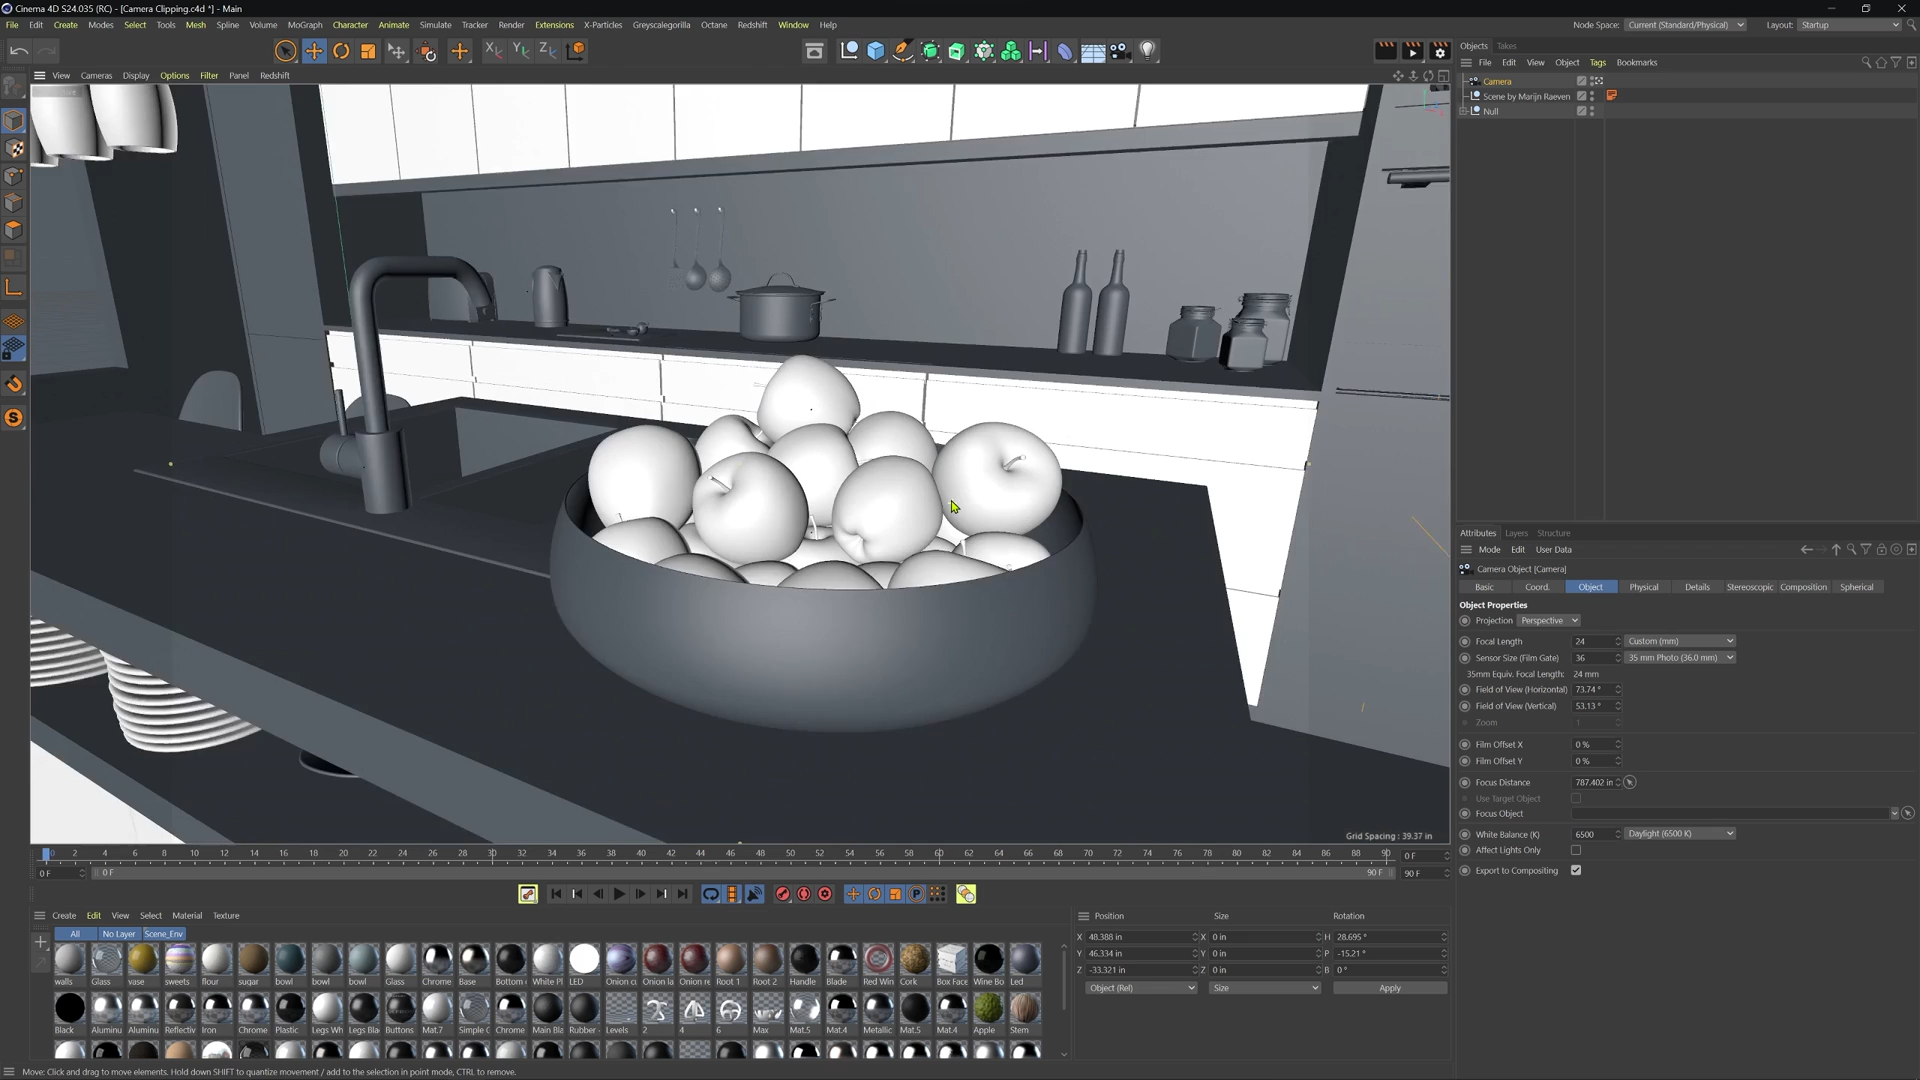 Cinema 4D S24.035 (RC) - [Camera Clipping.c4d *] - Main
File Edit Create Modes Select Tools Mesh Spline Volume MoGraph Character Animate Simulate Tracker Render Extensions X-Particles Greyscalegorilla Octane Redshift Window Help
Node Space: Current (Standard/Physical) Layout: Startup
Objects Takes
File Edit View Object Tags Bookmarks
View Cameras Display Options Filter Panel Redshift
Camera
Scene by Marijn Raeven
Null
Grid Spacing : 39.37 in
Attributes Layers Structure
Mode Edit User Data
Camera Object [Camera]
Basic Coord. Object Physical Details Stereoscopic Composition Spherical
Object Properties
Projection Perspective
Focal Length 24 Custom (mm)
Sensor Size (Film Gate) 36 35 mm Photo (36.0 mm)
35mm Equiv. Focal Length: 24 mm
Field of View (Horizontal) 73.74 °
Field of View (Vertical) 53.13 °
Zoom 1
Film Offset X 0 %
Film Offset Y 0 %
Focus Distance 787.402 in
Use Target Object
Focus Object
White Balance (K) 6500 Daylight (6500 K)
Affect Lights Only
Export to Compositing
0 2 4 6 8 10 12 14 16 18 20 22 24 26 28 30 32 34 36 38 40 42 44 46 48 50 52 54 56 58 60 62 64 66 68 70 72 74 76 78 80 82 84 86 88 90 0 F
0 F 0 F 90 F 90 F
Create Edit View Select Material Texture
All No Layer Scene_Env
walls Glass vase sweets flour sugar bowl bowl bowl Glass Chrome Base Bottom White Pl LED Onion cu Onion la Onion re Root 1 Root 2 Handle Blade Red Win Cork Box Face Wine Bo Led
Black Aluminu Aluminu Reflectiv Iron Chrome Plastic Legs Wh Legs Bla Buttons Mat.7 Simple C Chrome Main Bla Rubber Levels 2 4 6 Max Mat.5 Mat.4 Metallic Mat.5 Mat.4 Apple Stem
Position Size Rotation
X 48.388 in X 0 in H 28.695 °
Y 46.334 in Y 0 in P -15.21 °
Z -33.321 in Z 0 in B 0 °
Object (Rel) Size Apply
Move: Click and drag to move elements. Hold down SHIFT to quantize movement / add to the selection in point mode, CTRL to remove.